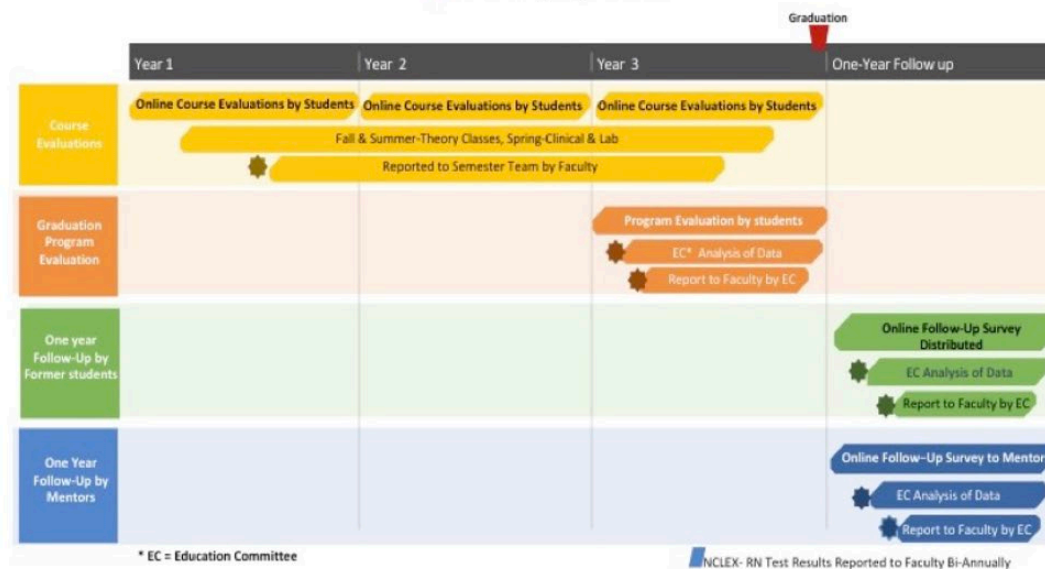 Graduation
Year 1
Year 2
Year 3
One-Year Follow up
Course
Evaluations
Online Course Evaluations by Students
Online Course Evaluations by Students
Online Course Evaluations by Students
Fall & Summer-Theory Classes, Spring-Clinical & Lab
Reported to Semester Team by Faculty
Graduation
Program
Evaluation
Program Evaluation by students
EC* Analysis of Data
Report to Faculty by EC
One year
Follow-Up by
Former students
Online Follow-Up Survey
Distributed
EC Analysis of Data
Report to Faculty by EC
One Year
Follow-Up by
Mentors
Online Follow-Up Survey to Mentor
EC Analysis of Data
Report to Faculty by EC
* EC = Education Committee
NCLEX- RN Test Results Reported to Faculty Bi-Annually